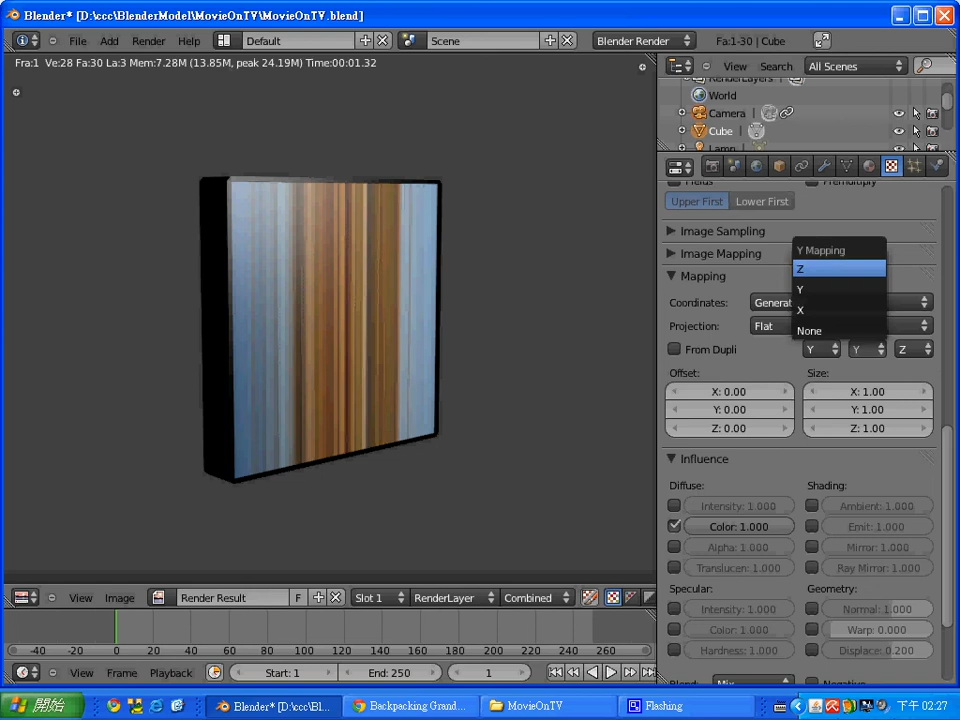 Blender* [D:\ccc\BlenderModel\MovieOnTV\MovieOnTV.blend]
File Add Render Help Default Scene Blender Render Fa:1-30 | Cube
Fra:1 Ve:28 Fa:30 La:3 Mem:7.28M (13.85M, peak 24.19M) Time:00:01.32
View Search All Scenes
RenderLayers
World
Camera
Cube
Lamp
Fields Premultiply
Upper First Lower First
Image Sampling
Image Mapping
Mapping
Y Mapping
Z
Y
X
None
Coordinates: Generat
Projection: Flat
From Dupli Y Y Z
Offset: Size:
X: 0.00 X: 1.00
Y: 0.00 Y: 1.00
Z: 0.00 Z: 1.00
Influence
Diffuse: Shading:
Intensity: 1.000 Ambient: 1.000
Color: 1.000 Emit: 1.000
Alpha: 1.000 Mirror: 1.000
Translucen: 1.000 Ray Mirror: 1.000
Specular: Geometry:
Intensity: 1.000 Normal: 1.000
Color: 1.000 Warp: 0.000
Hardness: 1.000 Displace: 0.200
Blend: Mix Negative
View Image Render Result F Slot 1 RenderLayer Combined
-40 -20 0 20 40 60 80 100 120 140 160 180 200 220 240 260
View Frame Playback Start: 1 End: 250 1
開始 Blender* [D:\ccc\Bl... Backpacking Grand... MovieOnTV Flashing 下午 02:27